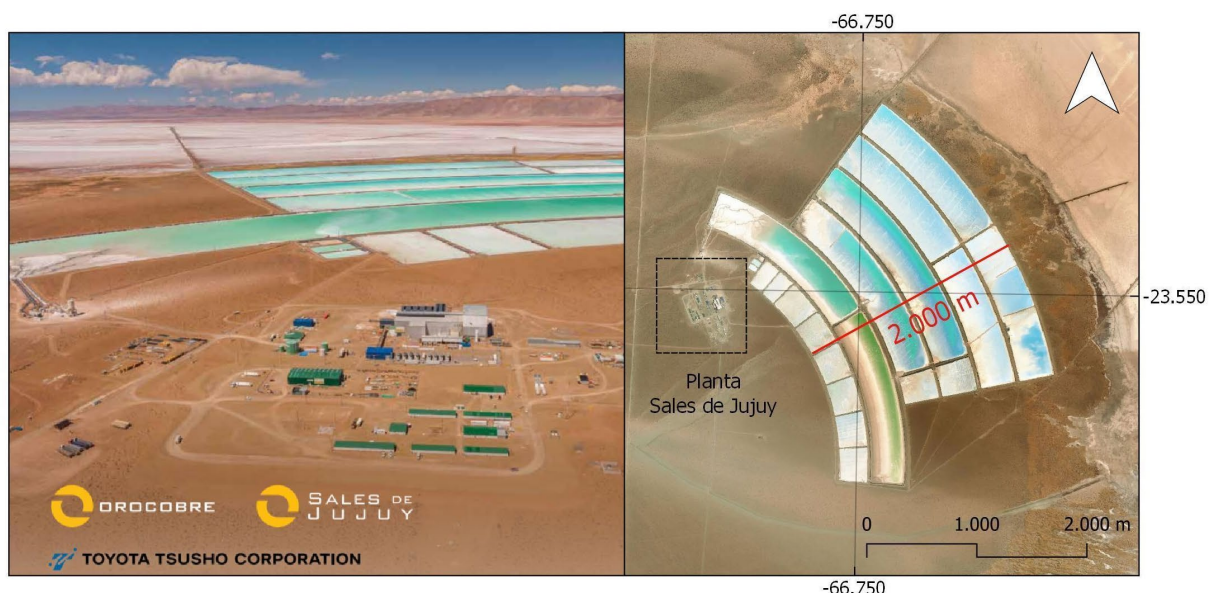 -66.750
-23.550
2.000 m
Planta
Sales de Jujuy
0 1.000 2.000 m
-66.750
OROCOBRE
SALES DE
JUJUY
TOYOTA TSUSHO CORPORATION